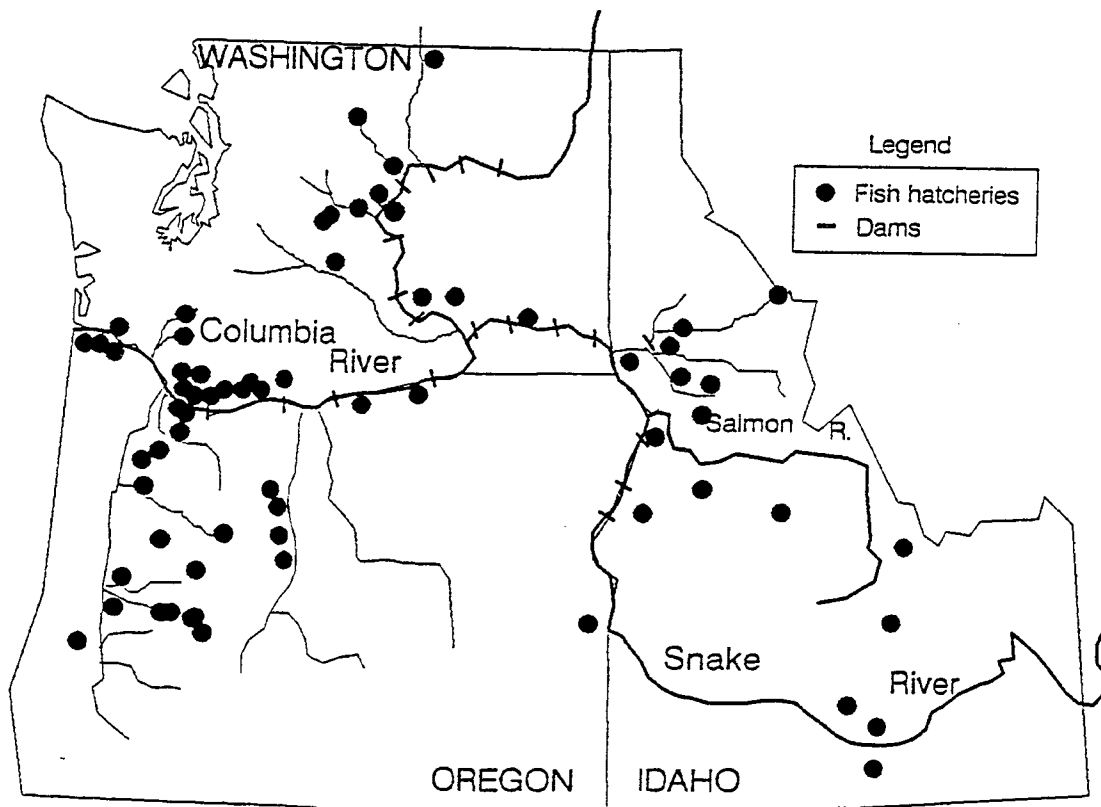 WASHINGTON
Legend
Fish hatcheries
Dams
Columbia
River
Salmon R.
Snake
River
OREGON
IDAHO